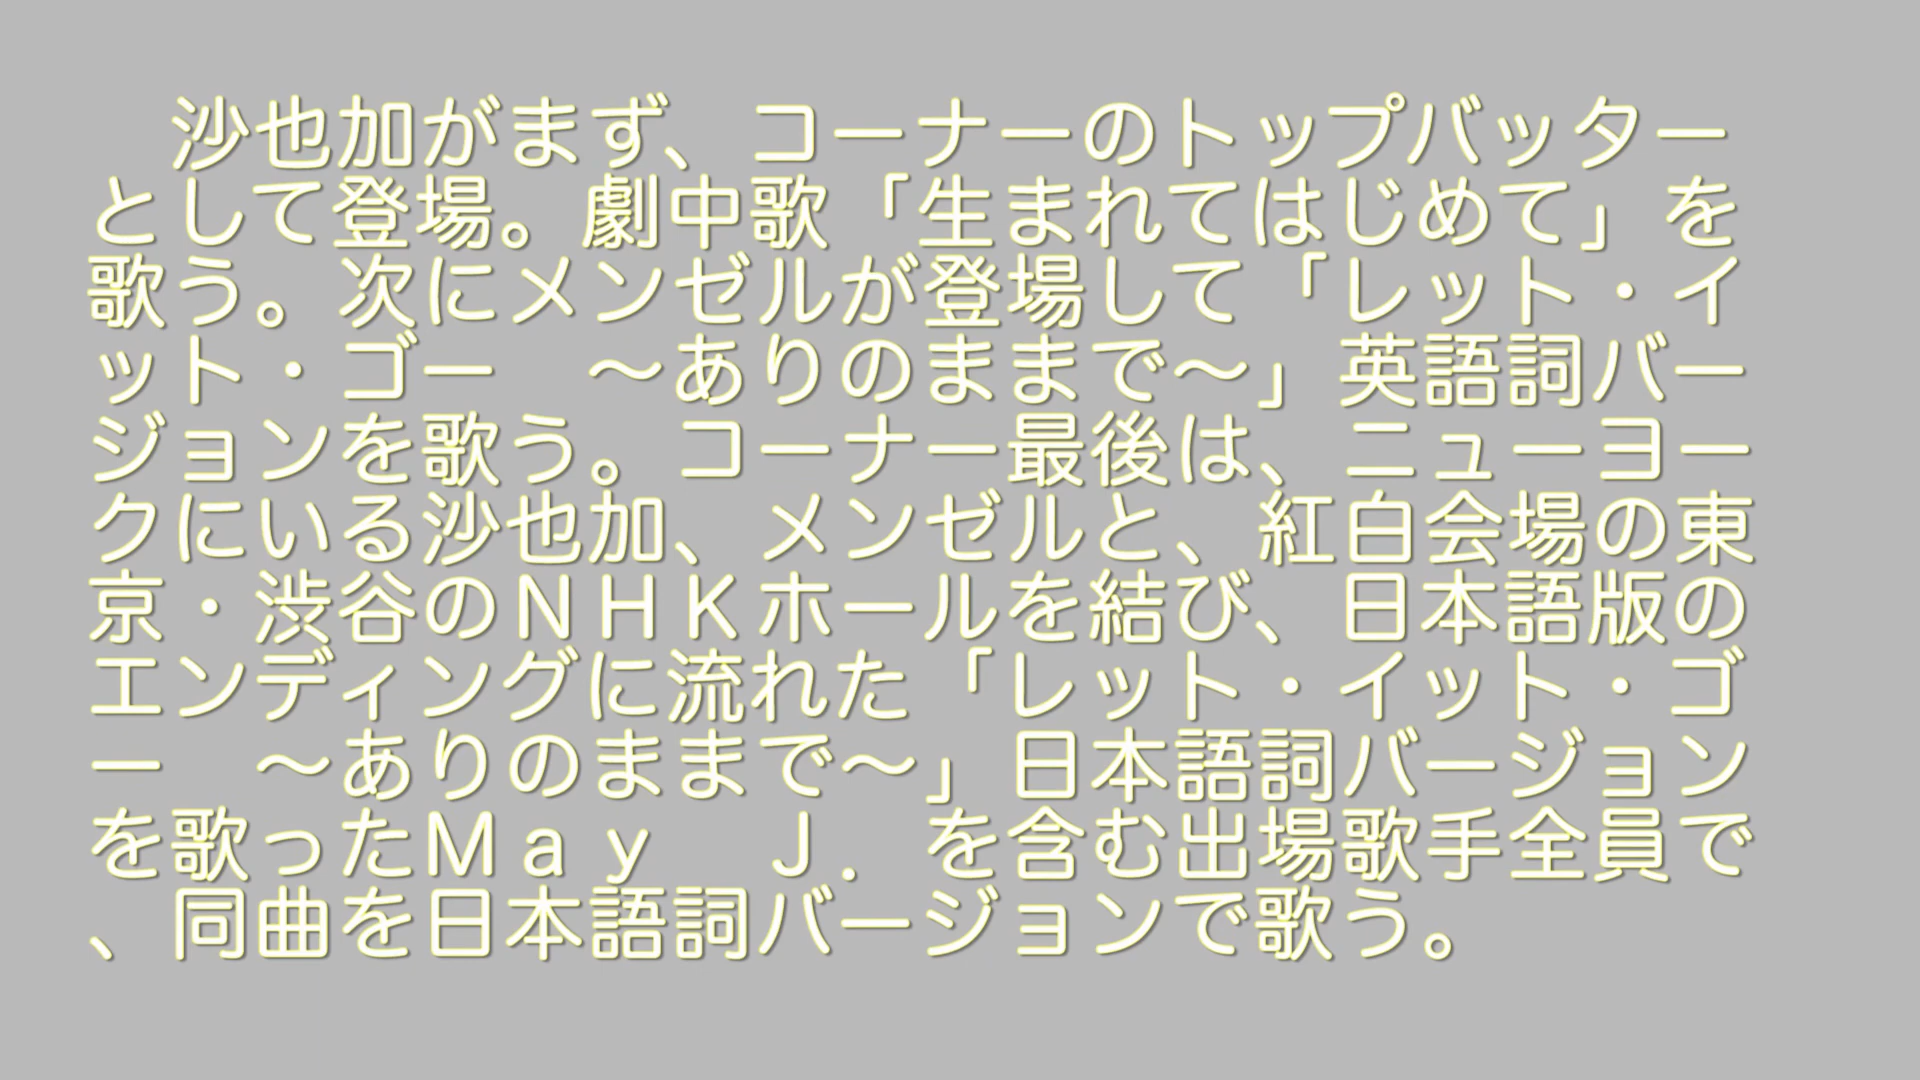 沙也加がまず、コーナーのトップバッター
として登場。劇中歌「生まれてはじめて」を
歌う。次にメンゼルが登場して「レット・イ
ット・ゴー　～ありのままで～」英語詞バー
ジョンを歌う。コーナー最後は、ニューヨー
クにいる沙也加、メンゼルと、紅白会場の東
京・渋谷のＮＨＫホールを結び、日本語版の
エンディングに流れた「レット・イット・ゴ
ー　～ありのままで～」日本語詞バージョン
を歌ったＭａｙ　Ｊ．を含む出場歌手全員で
、同曲を日本語詞バージョンで歌う。